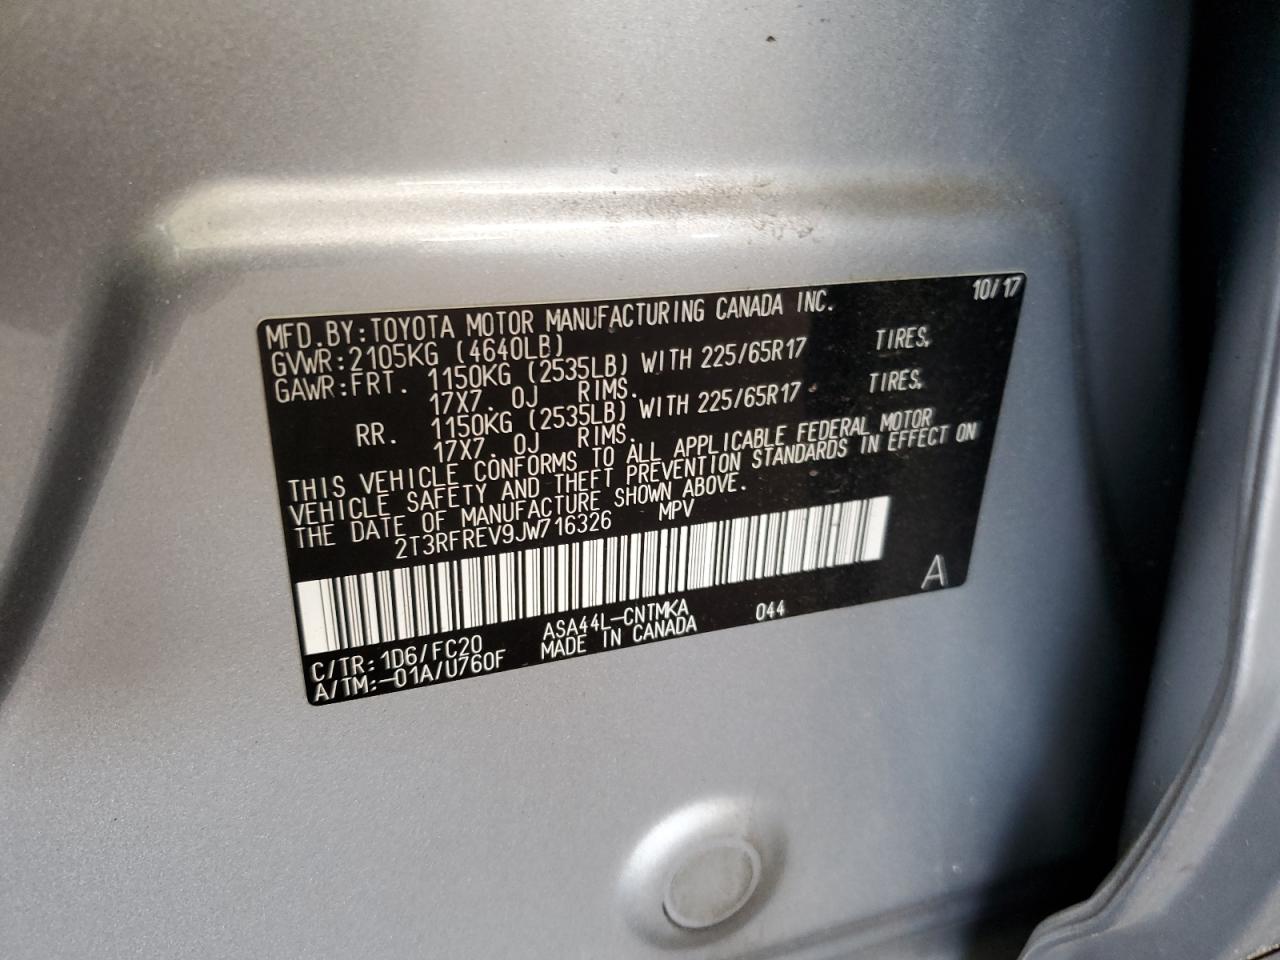 10/17
MFD.BY:TOYOTA MOTOR MANUFACTURING CANADA INC.
GVWR:2105KG (4640LB)
GAWR:FRT. 1150KG (2535LB) WITH 225/65R17 TIRES,
17X7.0J RIMS.
RR. 1150KG (2535LB) WITH 225/65R17 TIRES,
17X7.0J RIMS.
THIS VEHICLE CONFORMS TO ALL APPLICABLE FEDERAL MOTOR
VEHICLE SAFETY AND THEFT PREVENTION STANDARDS IN EFFECT ON
THE DATE OF MANUFACTURE SHOWN ABOVE.
2T3RFREV9JW716326 MPV
A
C/TR:1D6/FC20 ASA44L-CNTMKA 044
A/TM:-01A/U760F MADE IN CANADA